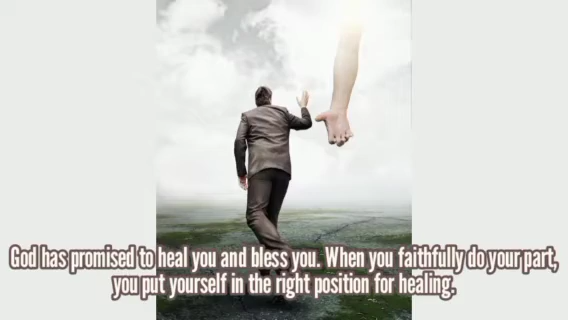 God has promised to heal you and bless you. When you faithfully do your part,
you put yourself in the right position for healing.